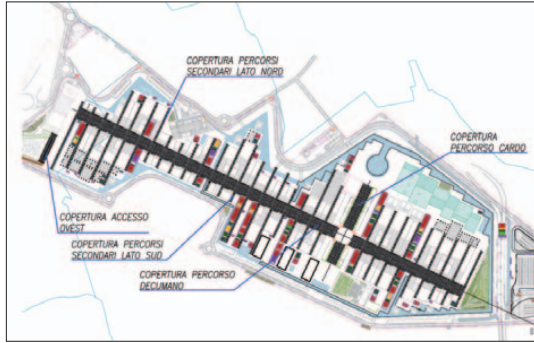 COPERTURA PERCORSI
SECONDARI LATO NORD
COPERTURA
PERCORSO CARDO
COPERTURA ACCESSO
OVEST
COPERTURA PERCORSI
SECONDARI LATO SUD
COPERTURA PERCORSO
DECUMANO